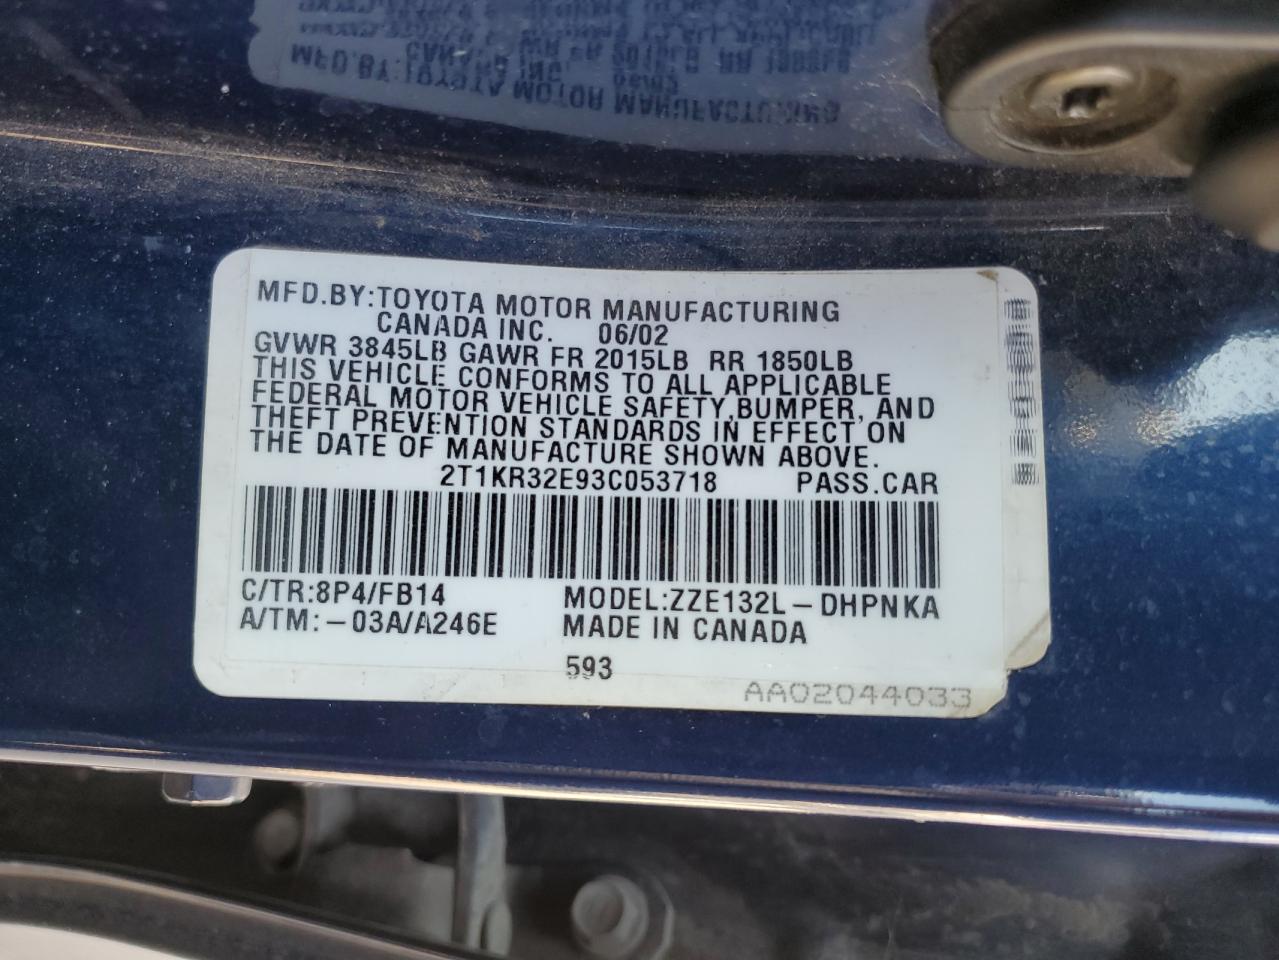 MFD.BY:TOYOTA MOTOR MANUFACTURING
CANADA INC. 06/02
GVWR 3845LB GAWR FR 2015LB RR 1850LB
THIS VEHICLE CONFORMS TO ALL APPLICABLE
FEDERAL MOTOR VEHICLE SAFETY,BUMPER, AND
THEFT PREVENTION STANDARDS IN EFFECT ON
THE DATE OF MANUFACTURE SHOWN ABOVE.
2T1KR32E93C053718 PASS.CAR
C/TR:8P4/FB14 MODEL:ZZE132L-DHPNKA
A/TM:-03A/A246E MADE IN CANADA
593
AA02044033